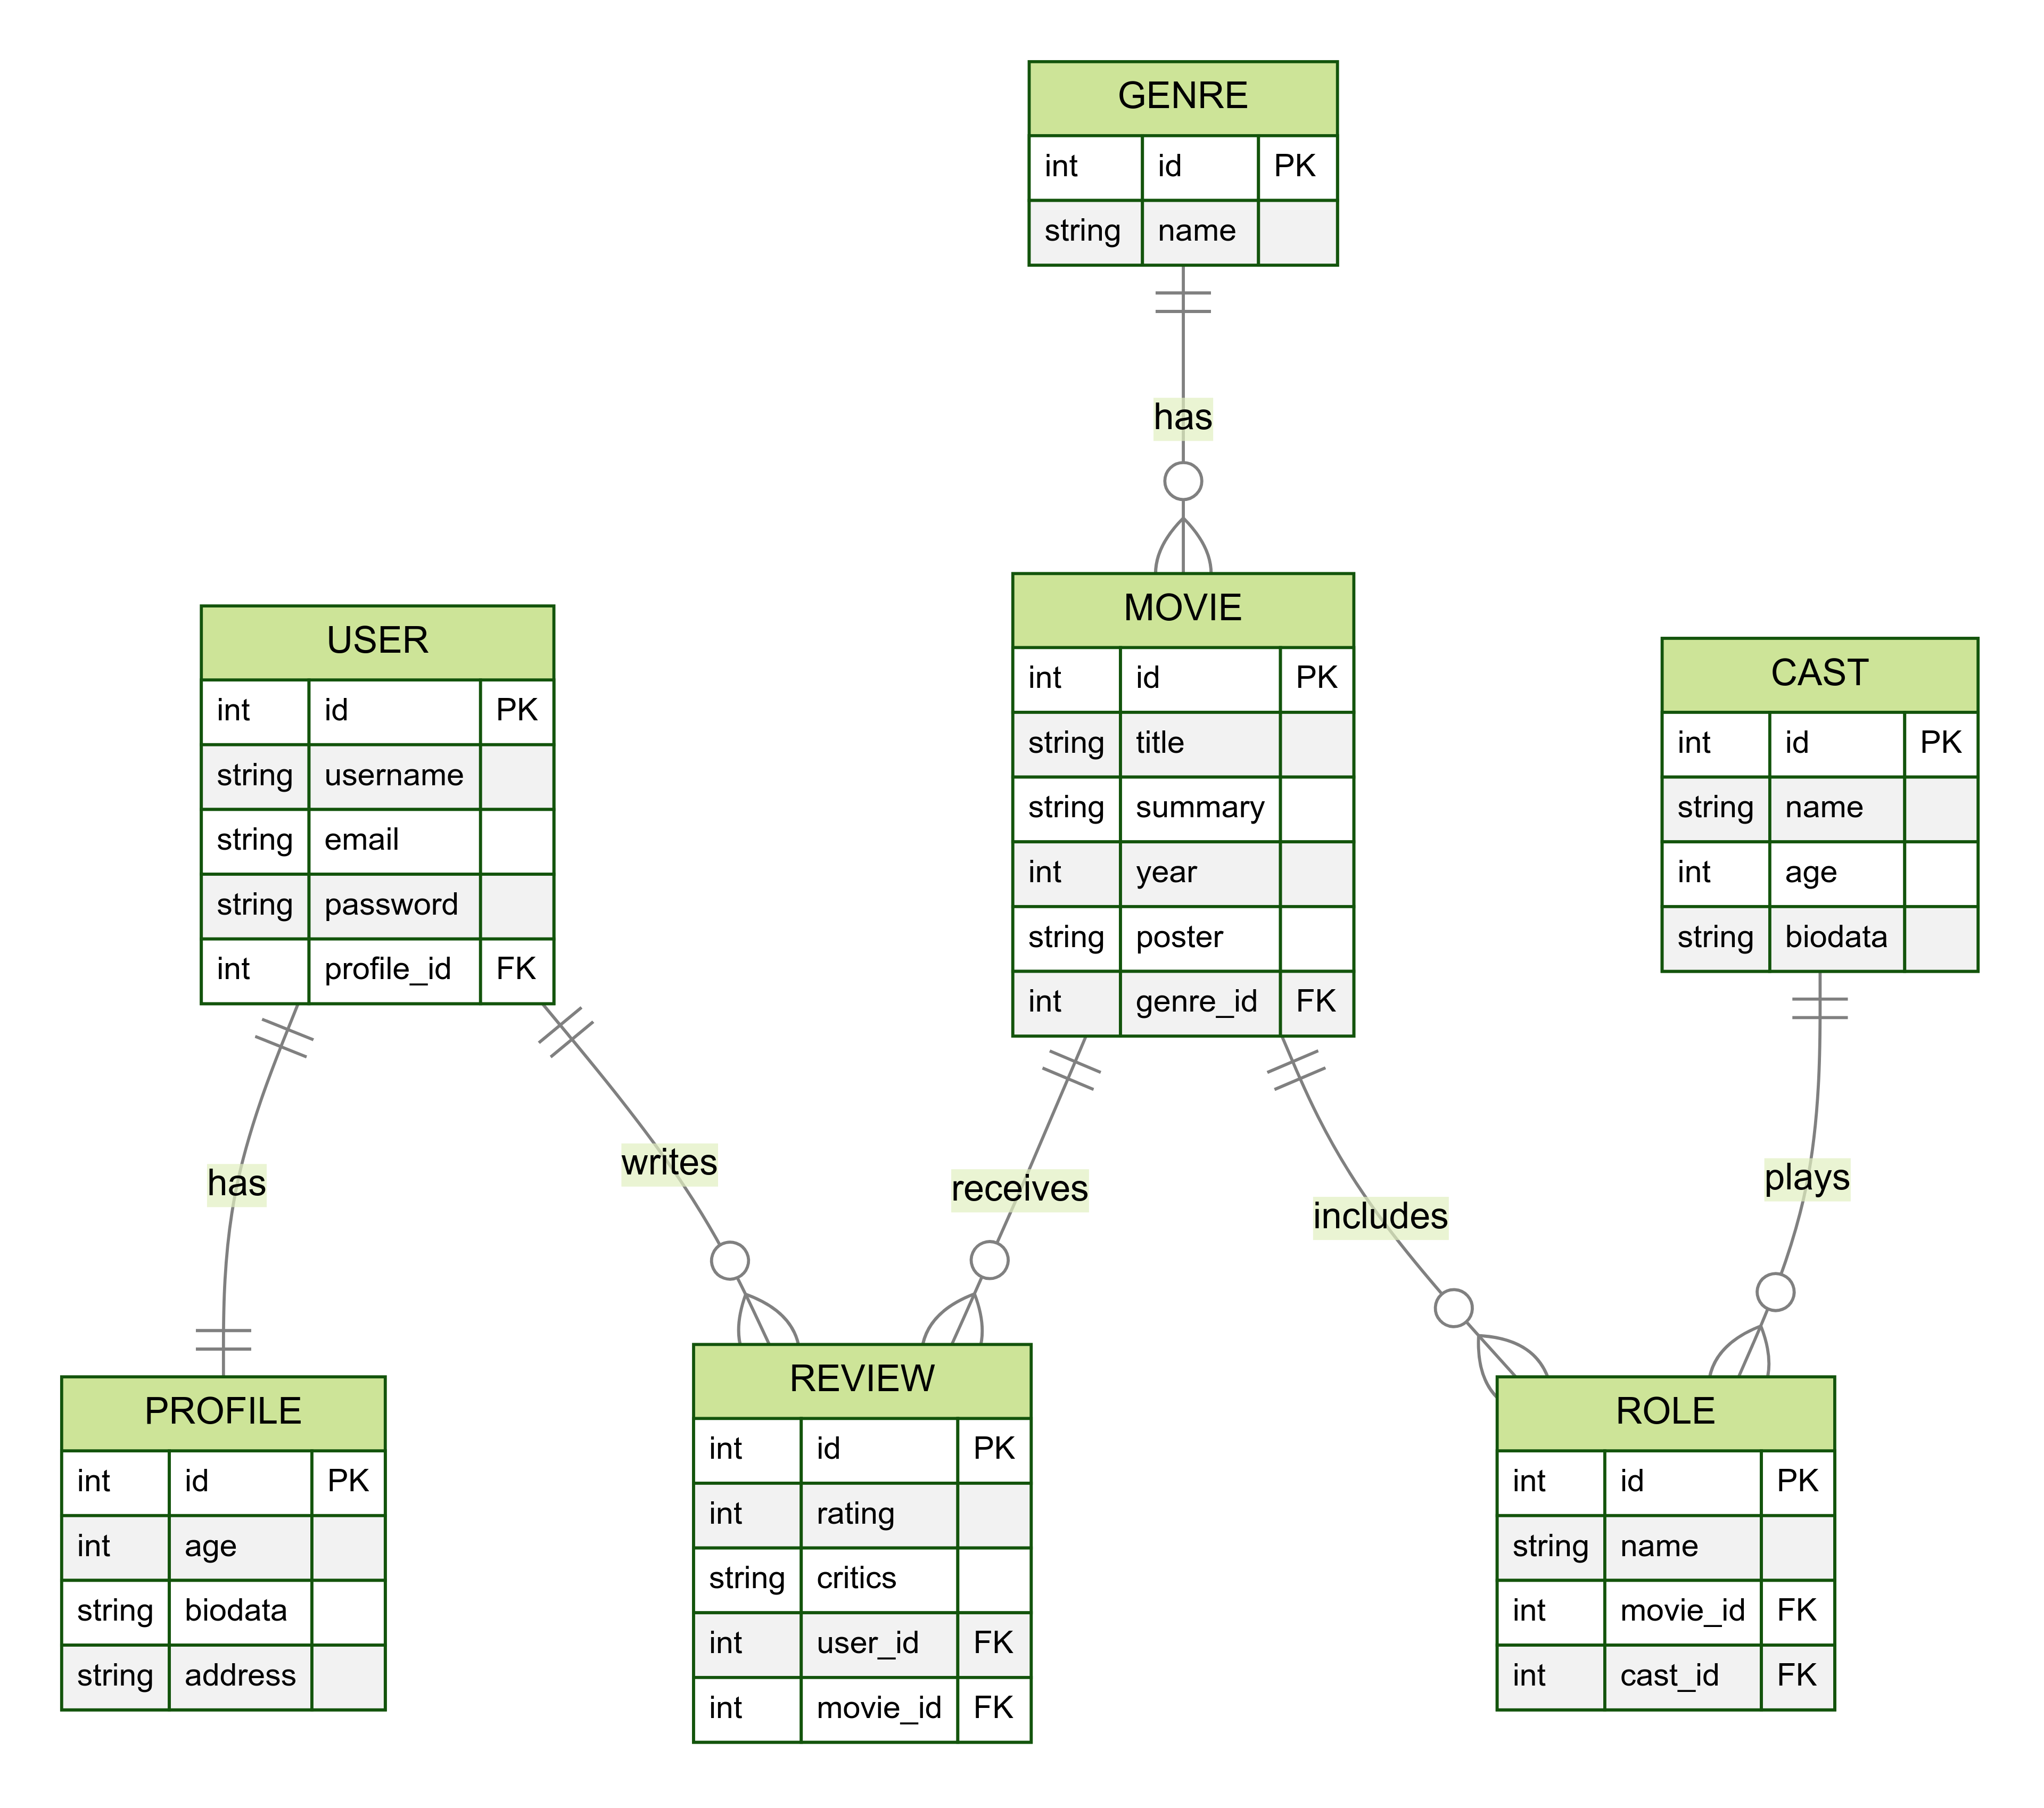 GENRE
int id PK
string name
has
MOVIE
int id PK
string title
string summary
int year
string poster
int genre_id FK
USER
int id PK
string username
string email
string password
int profile_id FK
CAST
int id PK
string name
int age
string biodata
has
writes
receives
includes
plays
PROFILE
int id PK
int age
string biodata
string address
REVIEW
int id PK
int rating
string critics
int user_id FK
int movie_id FK
ROLE
int id PK
string name
int movie_id FK
int cast_id FK